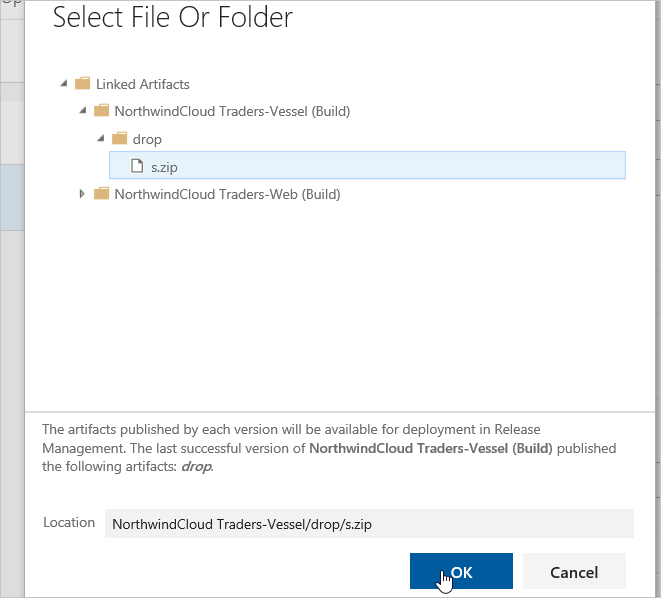 Select File Or Folder
Linked Artifacts
NorthwindCloud Traders-Vessel (Build)
drop
s.zip
NorthwindCloud Traders-Web (Build)
The artifacts published by each version will be available for deployment in Release
Management. The last successful version of NorthwindCloud Traders-Vessel (Build) published
the following artifacts: drop.
Location NorthwindCloud Traders-Vessel/drop/s.zip
OK Cancel